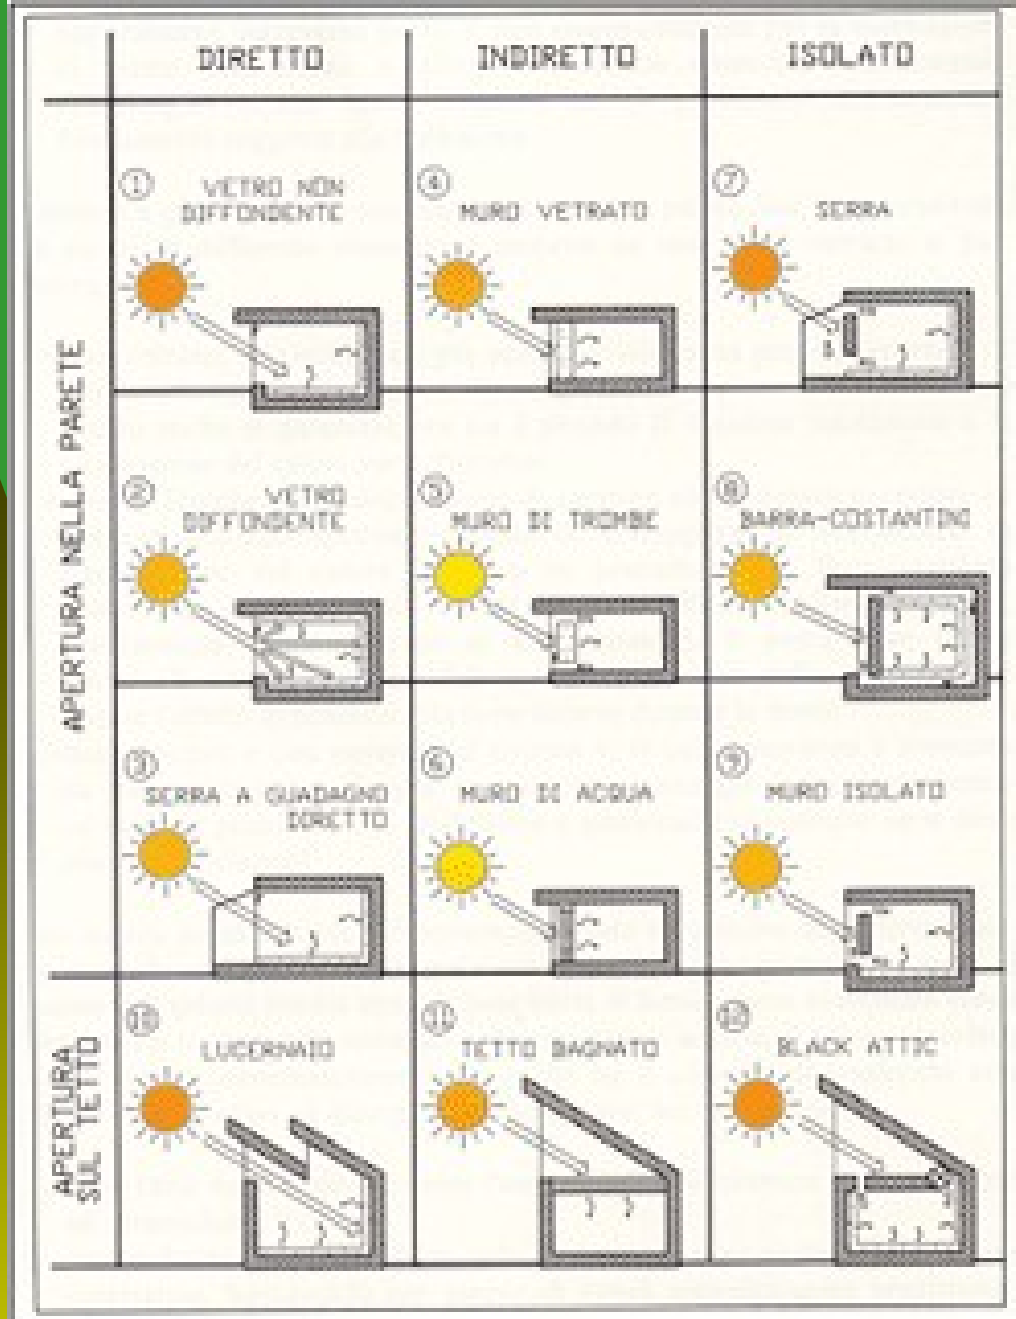 DIRETTO
INDIRETTO
ISOLATO
APERTURA NELLA PARETE
1
VETRO NON
DIFFONDENTE
4
MURO VETRATO
7
SERRA
2
VETRO
DIFFONDENTE
5
MURO DI TROMBE
8
BARRA-COSTANTINI
3
SERRA A GUADAGNO
DIRETTO
6
MURO DI ACQUA
9
MURO ISOLATO
APERTURA
SUL TETTO
10
LUCERNAIO
11
TETTO BAGNATO
12
BLACK ATTIC